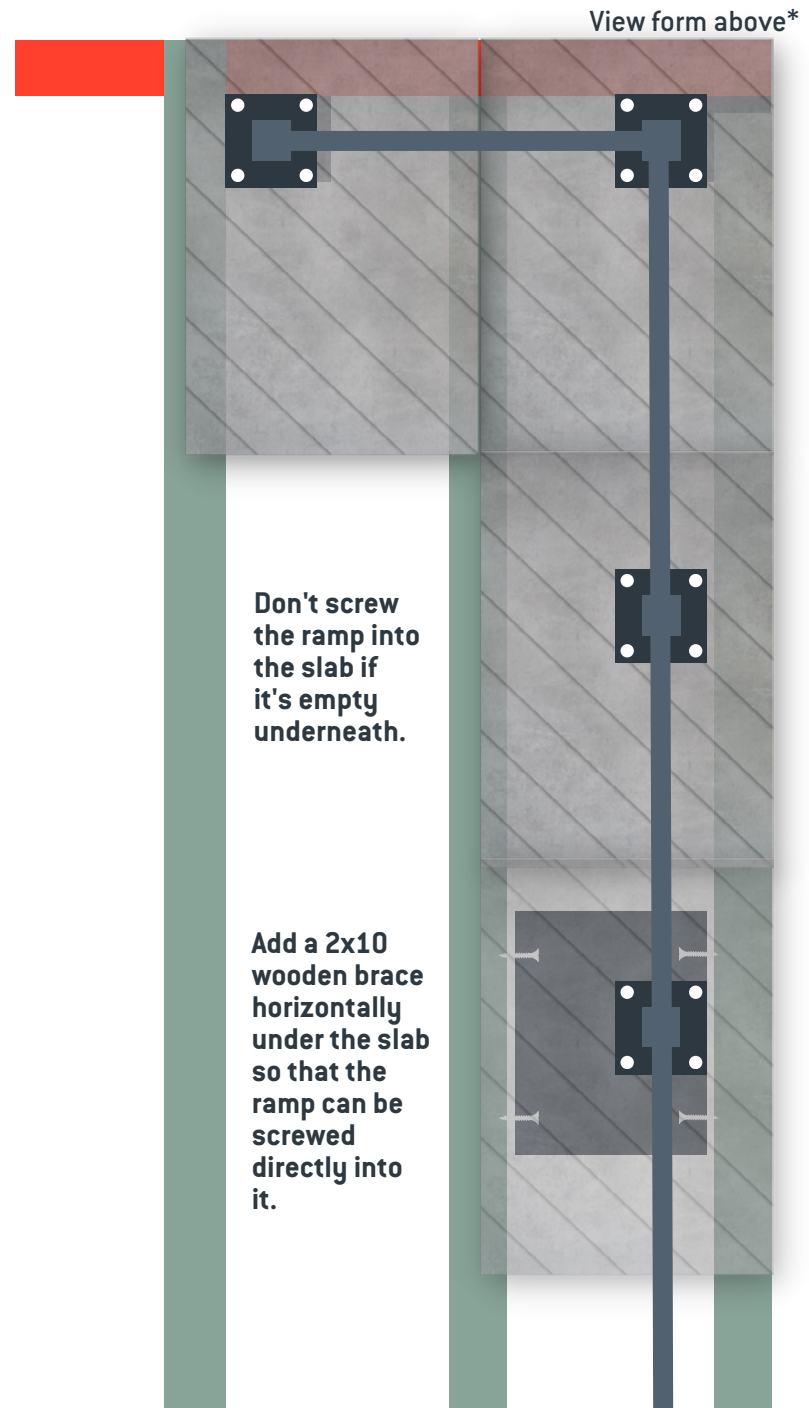 View form above*
Don't screw
the ramp into
the slab if
it's empty
underneath.
Add a 2x10
wooden brace
horizontally
under the slab
so that the
ramp can be
screwed
directly into
it.